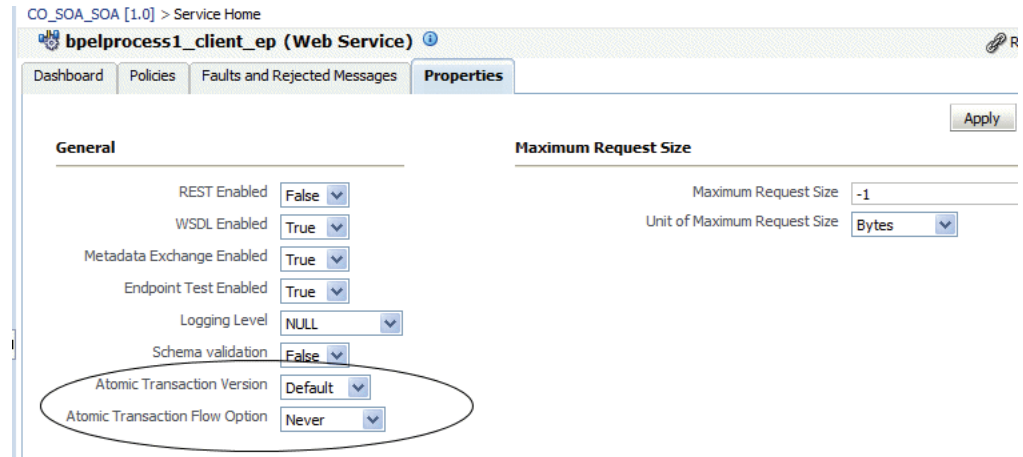 CO_SOA_SOA [1.0] > Service Home
bpelprocess1_client_ep (Web Service)
R
Dashboard Policies Faults and Rejected Messages Properties
Apply
General Maximum Request Size
REST Enabled False Maximum Request Size -1
WSDL Enabled True Unit of Maximum Request Size Bytes
Metadata Exchange Enabled True
Endpoint Test Enabled True
Logging Level NULL
Schema validation False
Atomic Transaction Version Default
Atomic Transaction Flow Option Never